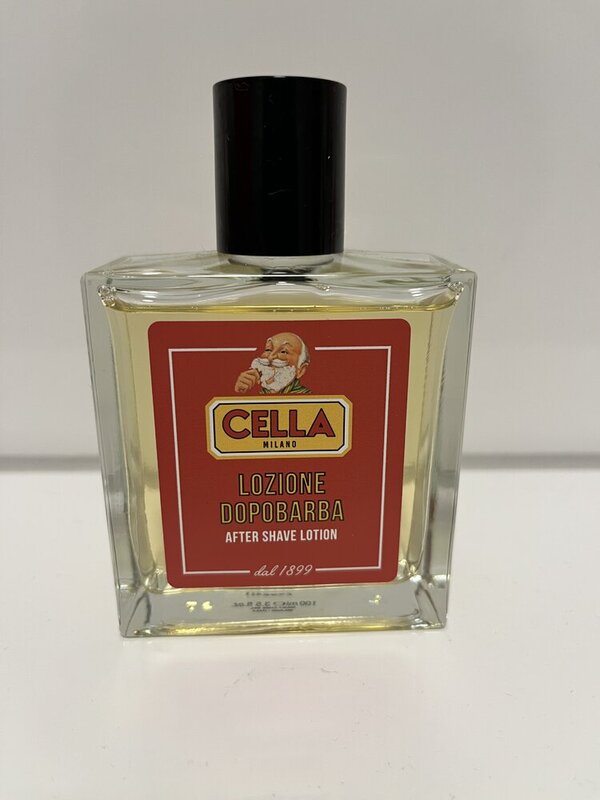 CELLA
MILANO
LOZIONE
DOPOBARBA
AFTER SHAVE LOTION
dal 1899